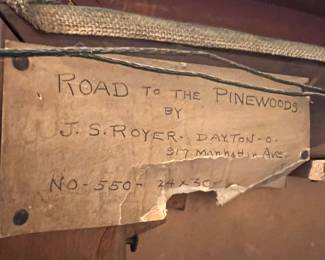 ROAD TO THE PINEWOODS.
BY
J.S. ROYER - DAYTON - O.
317 Manhattan Ave.
NO. - 550 - 24 x 30 -